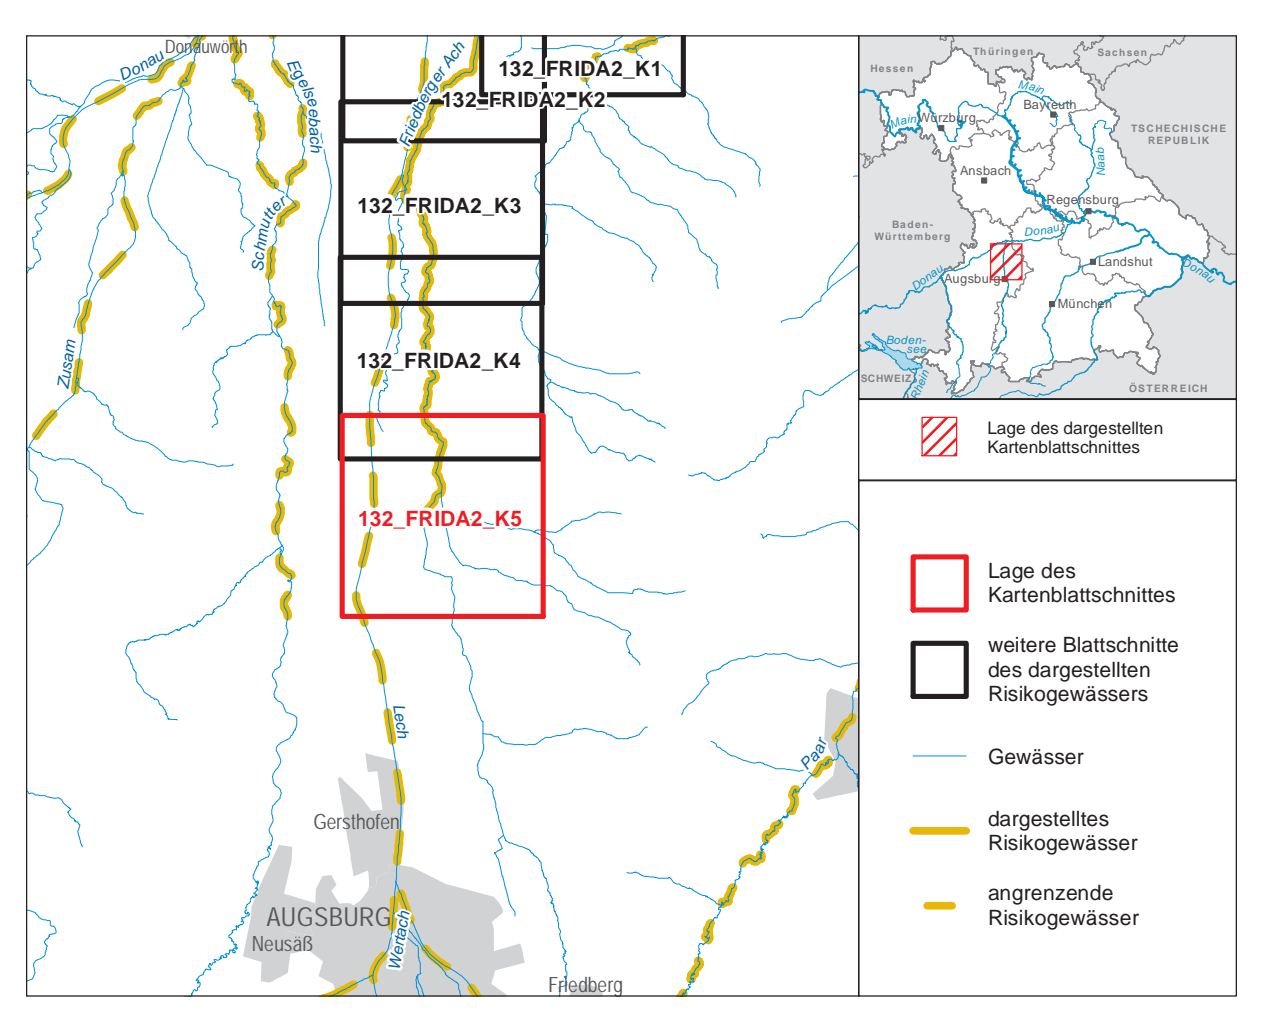 Donauwörth
Donau
Egelseebach
Friedberger Ach
132_FRIDA2_K1
132_FRIDA2_K2
132_FRIDA2_K3
Schmutter
Zusam
132_FRIDA2_K4
132_FRIDA2_K5
Lech
Paar
Gersthofen
AUGSBURG
Neusäß
Wertach
Friedberg
Thüringen
Sachsen
Hessen
Main
Bayreuth
Main
Würzburg
TSCHECHISCHE
REPUBLIK
Naab
Ansbach
Regensburg
Baden-
Württemberg
Donau
Landshut
Donau
Donau
Augsburg
München
Boden-
see
SCHWEIZ
Rhein
ÖSTERREICH
Lage des dargestellten
Kartenblattschnittes
Lage des
Kartenblattschnittes
weitere Blattschnitte
des dargestellten
Risikogewässers
Gewässer
dargestelltes
Risikogewässer
angrenzende
Risikogewässer